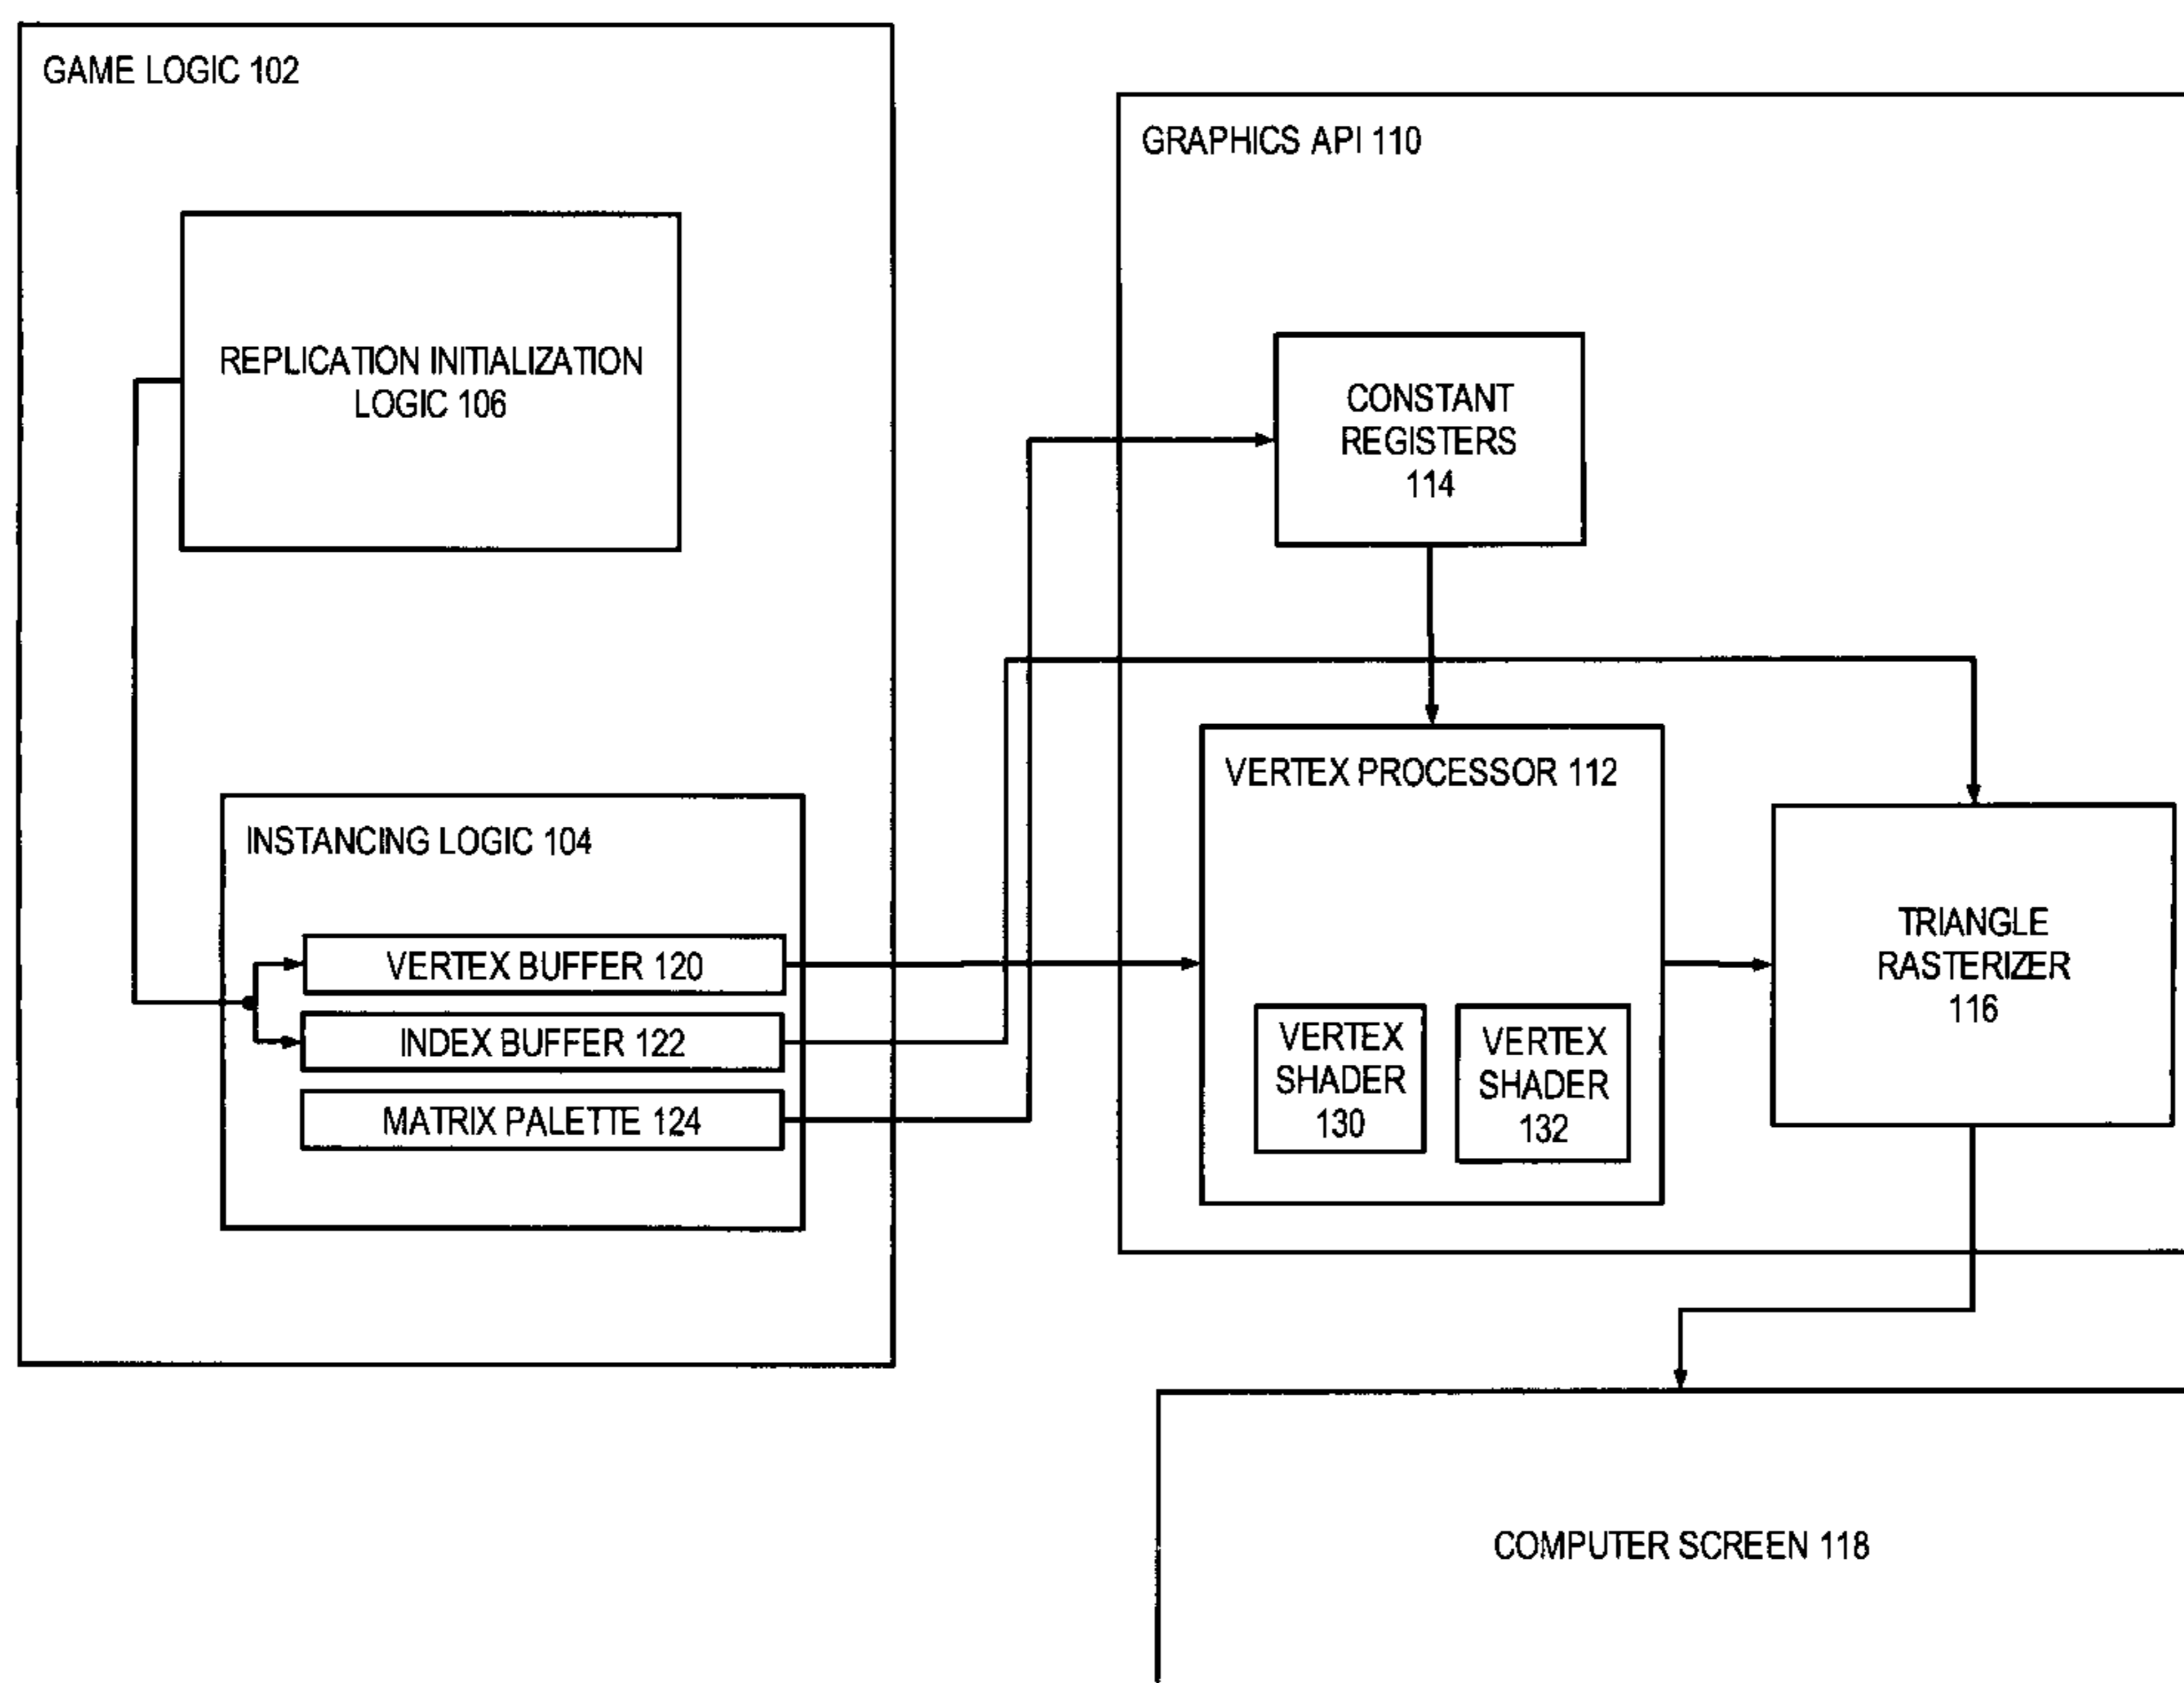 GAME LOGIC 102
REPLICATION INITIALIZATION
LOGIC 106
INSTANCING LOGIC 104
VERTEX BUFFER 120
INDEX BUFFER 122
MATRIX PALETTE 124
GRAPHICS API 110
CONSTANT
REGISTERS
114
VERTEX PROCESSOR 112
VERTEX
SHADER
130
VERTEX
SHADER
132
TRIANGLE
RASTERIZER
116
COMPUTER SCREEN 118